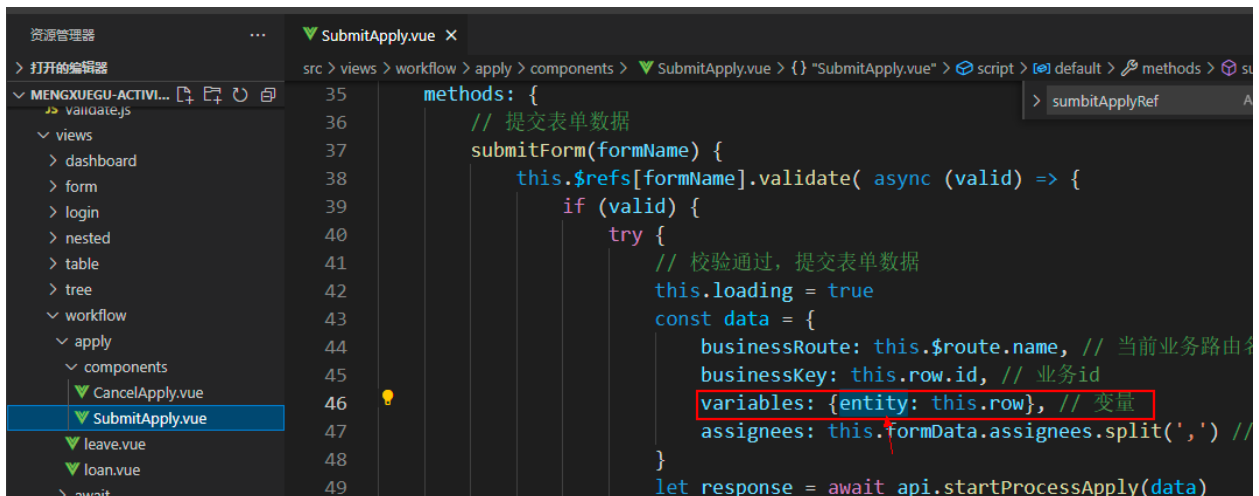 资源管理器 ···
SubmitApply.vue ×
> 打开的编辑器
src > views > workflow > apply > components > SubmitApply.vue > {} "SubmitApply.vue" > script > default > methods > su
MENGXUEGU-ACTIVI...
> sumbitApplyRef A
JS validate.js
views
> dashboard
> form
> login
> nested
> table
> tree
workflow
apply
components
CancelApply.vue
SubmitApply.vue
leave.vue
loan.vue
> await
35 methods: {
36 // 提交表单数据
37 submitForm(formName) {
38 this.$refs[formName].validate( async (valid) => {
39 if (valid) {
40 try {
41 // 校验通过，提交表单数据
42 this.loading = true
43 const data = {
44 businessRoute: this.$route.name, // 当前业务路由名
45 businessKey: this.row.id, // 业务id
46 variables: {entity: this.row}, // 变量
47 assignees: this.formData.assignees.split(',') //
48 }
49 let response = await api.startProcessApply(data)